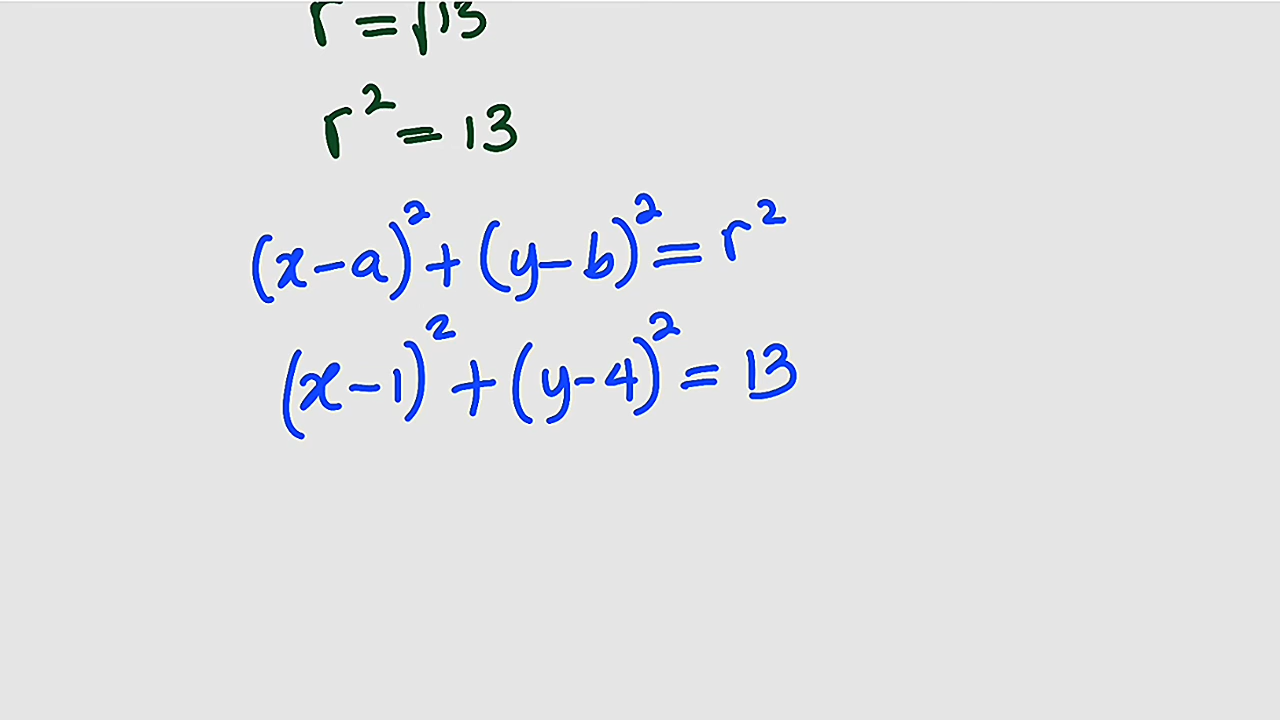 r = √13
r² = 13
(x-a)² + (y-b)² = r²
(x-1)² + (y-4)² = 13